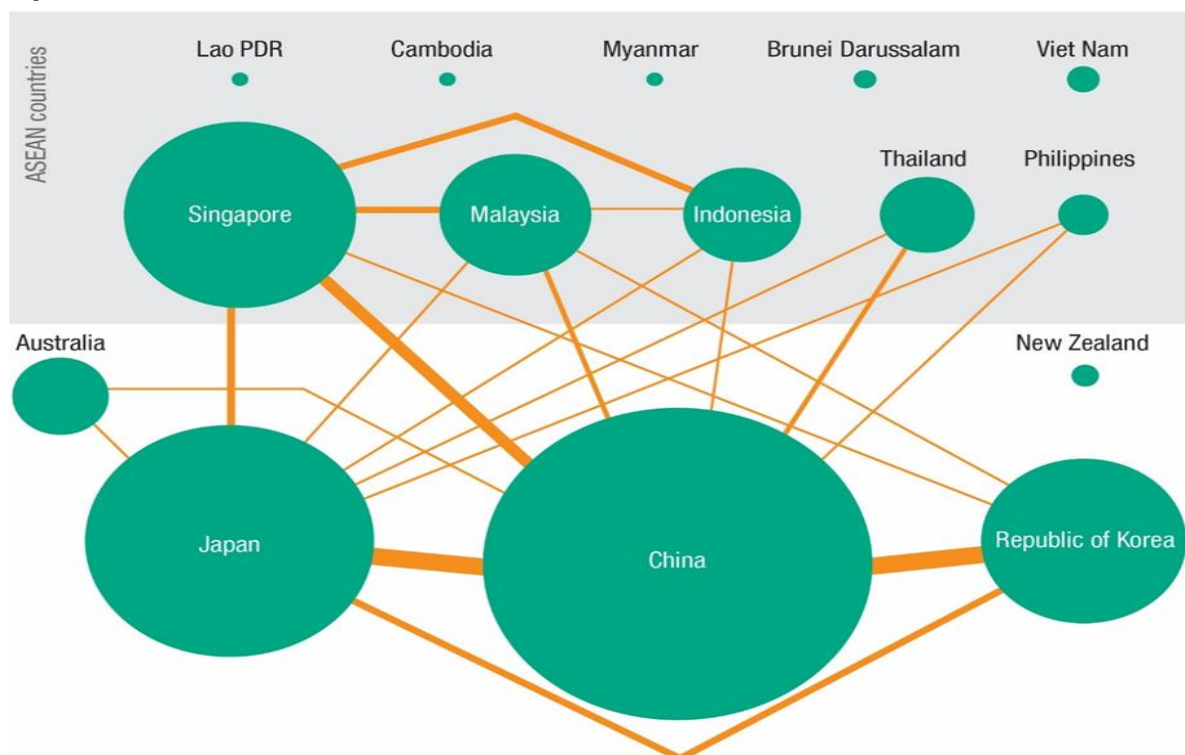 Lao PDR
Cambodia
Myanmar
Brunei Darussalam
Viet Nam
ASEAN countries
Thailand
Philippines
Singapore
Malaysia
Indonesia
Australia
New Zealand
Japan
China
Republic of Korea